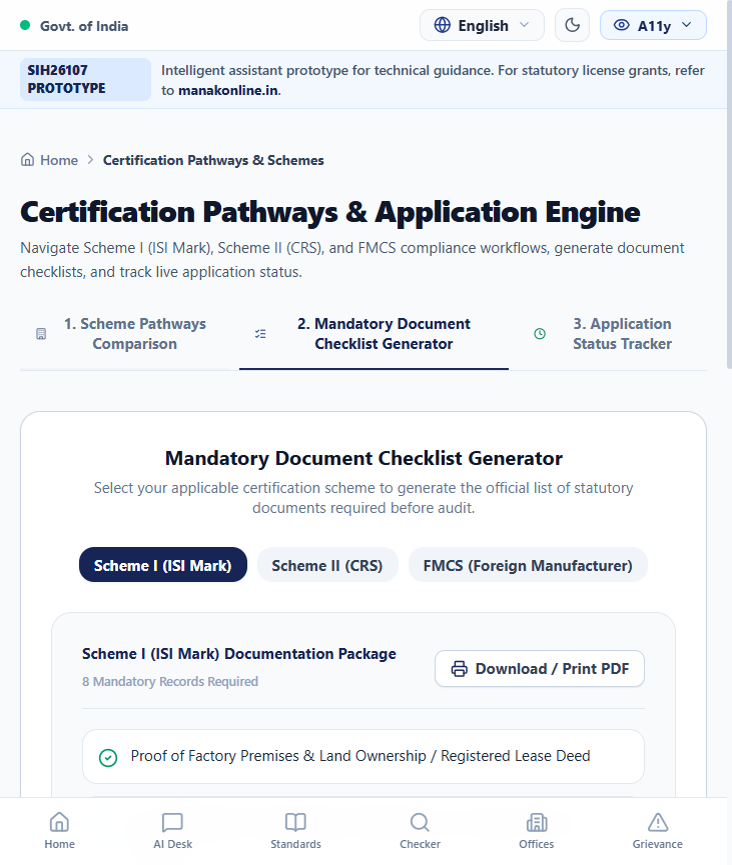 Govt. of India
English
A11y
SIH26107
PROTOTYPE
Intelligent assistant prototype for technical guidance. For statutory license grants, refer
to manakonline.in.
Home
Certification Pathways & Schemes
Certification Pathways & Application Engine
Navigate Scheme I (ISI Mark), Scheme II (CRS), and FMCS compliance workflows, generate document
checklists, and track live application status.
1. Scheme Pathways
Comparison
2. Mandatory Document
Checklist Generator
3. Application
Status Tracker
Mandatory Document Checklist Generator
Select your applicable certification scheme to generate the official list of statutory
documents required before audit.
Scheme I (ISI Mark)
Scheme II (CRS)
FMCS (Foreign Manufacturer)
Scheme I (ISI Mark) Documentation Package
8 Mandatory Records Required
Download / Print PDF
Proof of Factory Premises & Land Ownership / Registered Lease Deed
Home
AI Desk
Standards
Checker
Offices
Grievance